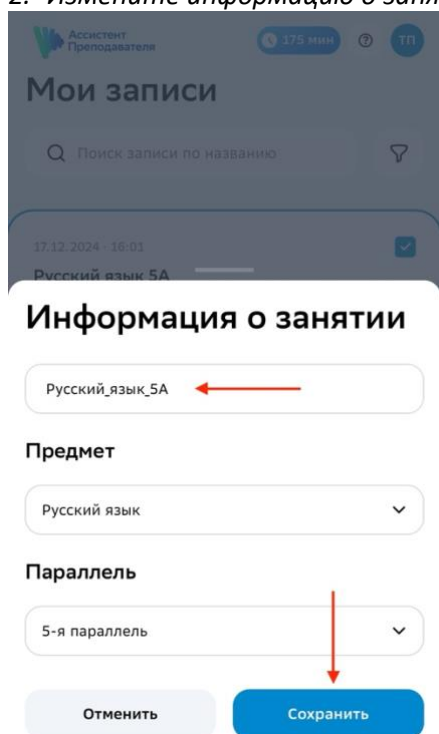 2. Измените информацию о заня
Ассистент
Преподавателя
175 мин
?
ТП
Мои записи
Поиск записи по названию
17.12.2024 · 16:01
Русский язык 5А
Информация о занятии
Русский_язык_5А
Предмет
Русский язык
Параллель
5-я параллель
Отменить
Сохранить